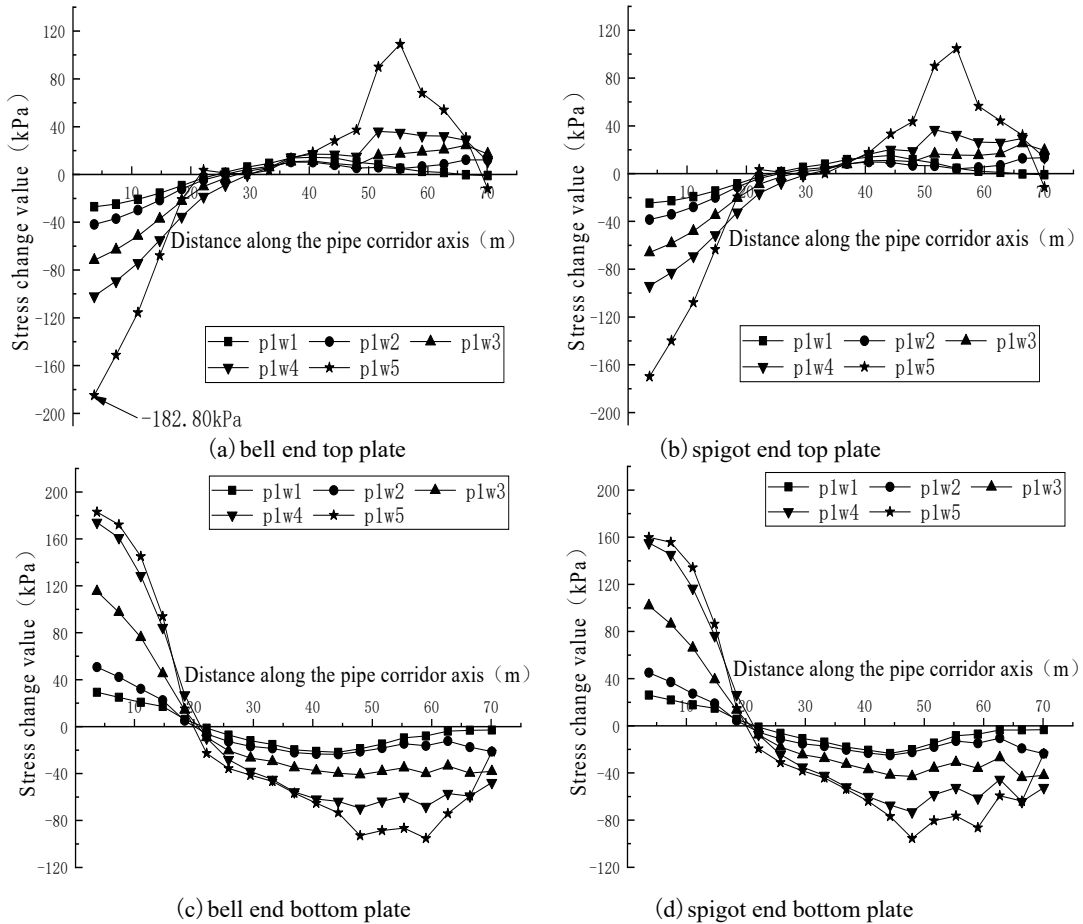 120
80
40
0
-40
-80
-120
-160
-200
10 20 30 40 50 60 70
Stress change value（kPa）
Distance along the pipe corridor axis（m）
p1w1 p1w2 p1w3
p1w4 p1w5
-182.80kPa
(a) bell end top plate
120
80
40
0
-40
-80
-120
-160
-200
10 20 30 40 50 60 70
Stress change value（kPa）
Distance along the pipe corridor axis（m）
p1w1 p1w2 p1w3
p1w4 p1w5
(b) spigot end top plate
200
160
120
80
40
0
-40
-80
-120
10 20 30 40 50 60 70
Stress change value（kPa）
Distance along the pipe corridor axis（m）
p1w1 p1w2 p1w3
p1w4 p1w5
(c) bell end bottom plate
200
160
120
80
40
0
-40
-80
-120
10 20 30 40 50 60 70
Stress change value（kPa）
Distance along the pipe corridor axis（m）
p1w1 p1w2 p1w3
p1w4 p1w5
(d) spigot end bottom plate